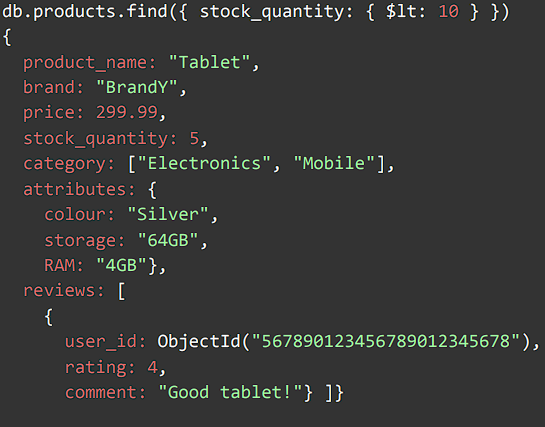 db.products.find({ stock_quantity: { $lt: 10 } })
{
  product_name: "Tablet",
  brand: "BrandY",
  price: 299.99,
  stock_quantity: 5,
  category: ["Electronics", "Mobile"],
  attributes: {
    colour: "Silver",
    storage: "64GB",
    RAM: "4GB"},
  reviews: [
    {
      user_id: ObjectId("567890123456789012345678"),
      rating: 4,
      comment: "Good tablet!"} ]}